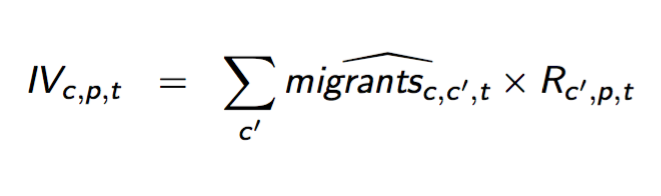 IV_{c,p,t} = \sum_{c'} \widehat{migrants}_{c,c',t} \times R_{c',p,t}